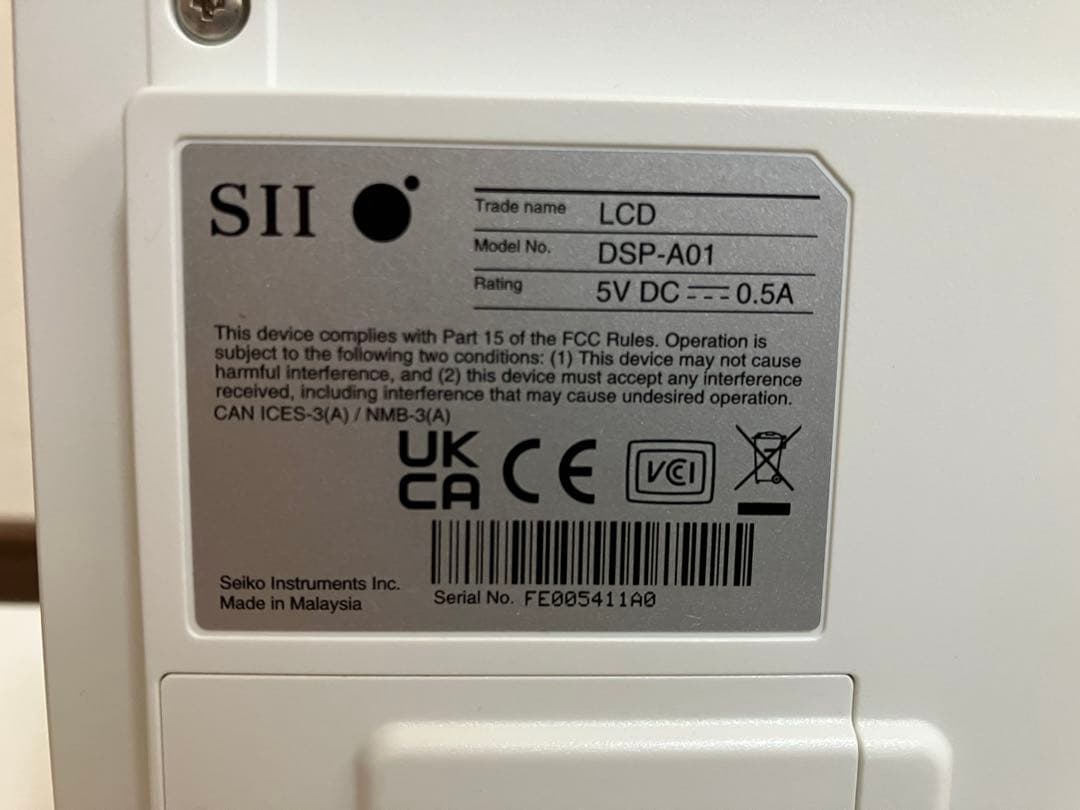 SII
Trade name LCD
Model No. DSP-A01
Rating 5V DC 0.5A
This device complies with Part 15 of the FCC Rules. Operation is
subject to the following two conditions: (1) This device may not cause
harmful interference, and (2) this device must accept any interference
received, including interference that may cause undesired operation.
CAN ICES-3(A) / NMB-3(A)
UK
CA CE VCCI
Seiko Instruments Inc.
Made in Malaysia
Serial No. FE005411A0